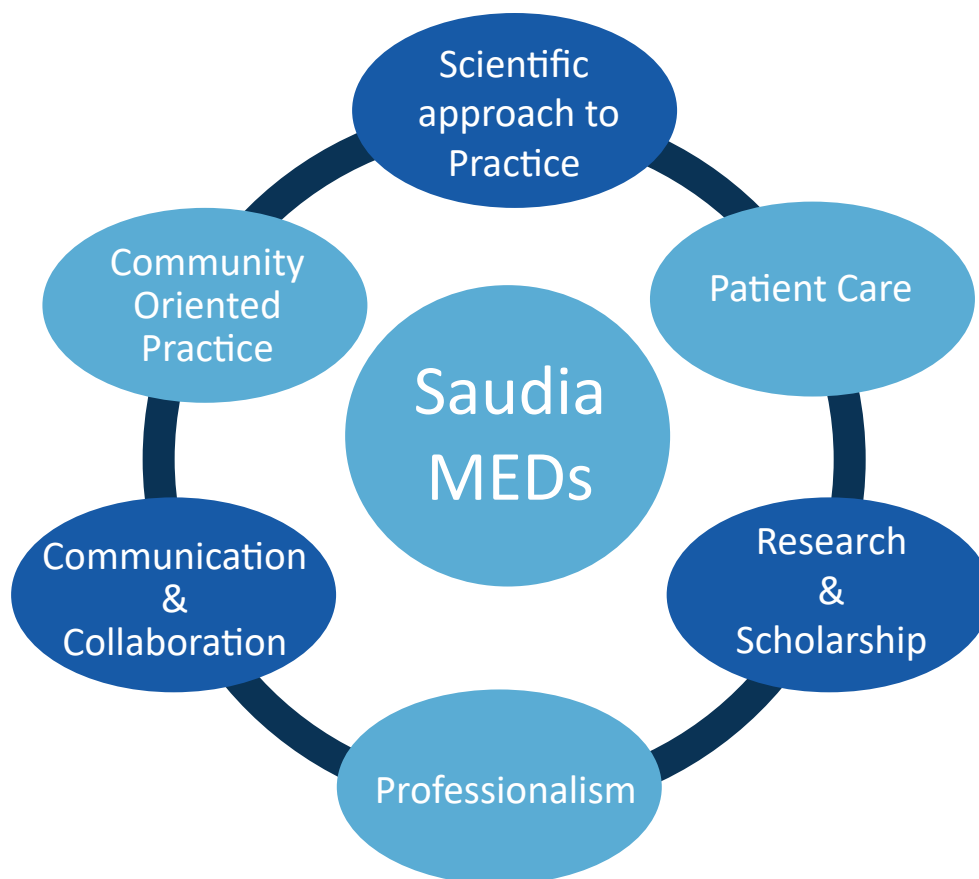 Scientific
approach to
Practice
Community
Oriented
Practice
Patient Care
Saudia
MEDs
Communication
&
Collaboration
Research
&
Scholarship
Professionalism